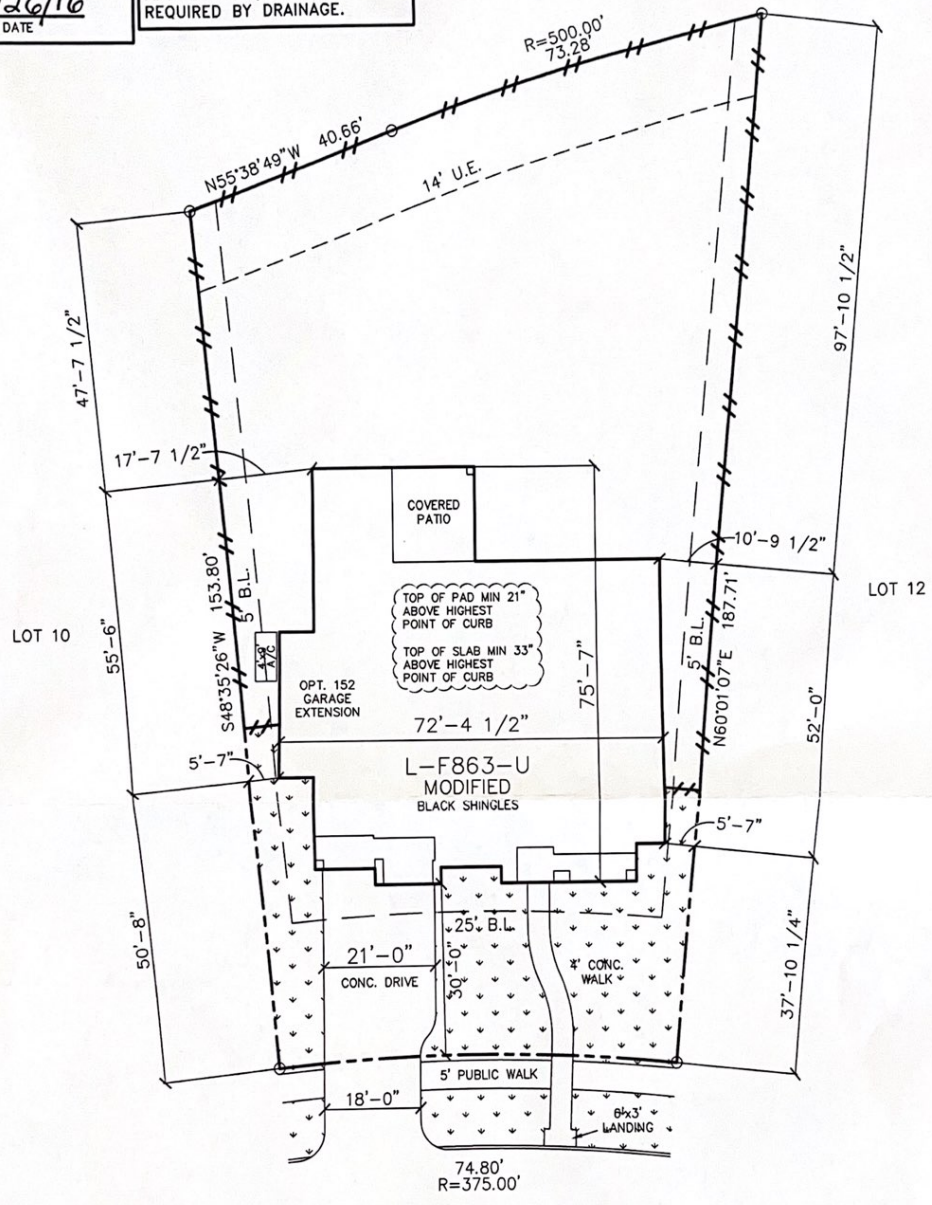 26/16
DATE
REQUIRED BY DRAINAGE.
R=500.00'
73.28'
N55°38'49"W 40.66'
14' U.E.
47'-7 1/2"
97'-10 1/2"
17'-7 1/2"
COVERED
PATIO
10'-9 1/2"
LOT 10
LOT 12
153.80'
5' B.L.
S48°35'26"W
55'-6"
4'x9'
A/C
TOP OF PAD MIN 21"
ABOVE HIGHEST
POINT OF CURB
TOP OF SLAB MIN 33"
ABOVE HIGHEST
POINT OF CURB
75'-7"
5' B.L.
N60°01'07"E 187.71'
52'-0"
OPT. 152
GARAGE
EXTENSION
72'-4 1/2"
L-F863-U
MODIFIED
BLACK SHINGLES
5'-7"
5'-7"
50'-8"
25' B.L.
21'-0"
CONC. DRIVE
30'-0"
4' CONC.
WALK
37'-10 1/4"
5' PUBLIC WALK
18'-0"
6'x3'
LANDING
74.80'
R=375.00'